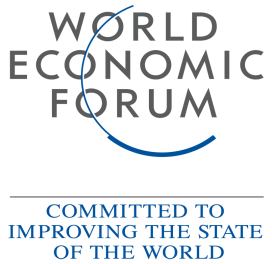 WORLD
ECONOMIC
FORUM
COMMITTED TO
IMPROVING THE STATE
OF THE WORLD